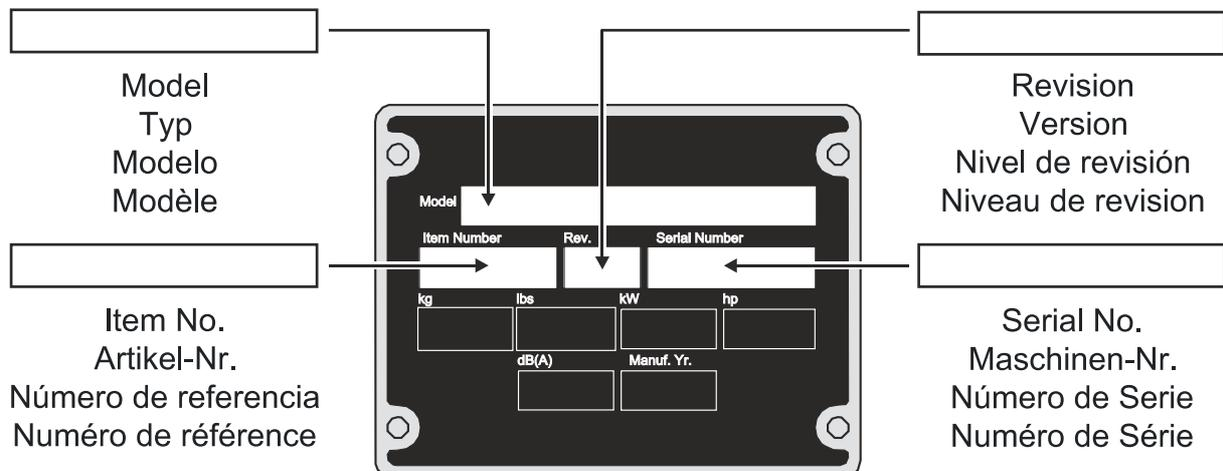 Model
Typ
Modelo
Modèle
Revision
Version
Nivel de revisión
Niveau de revision
Model
Item Number Rev. Serial Number
kg lbs kW hp
dB(A) Manuf. Yr.
Item No.
Artikel-Nr.
Número de referencia
Numéro de référence
Serial No.
Maschinen-Nr.
Número de Serie
Numéro de Série